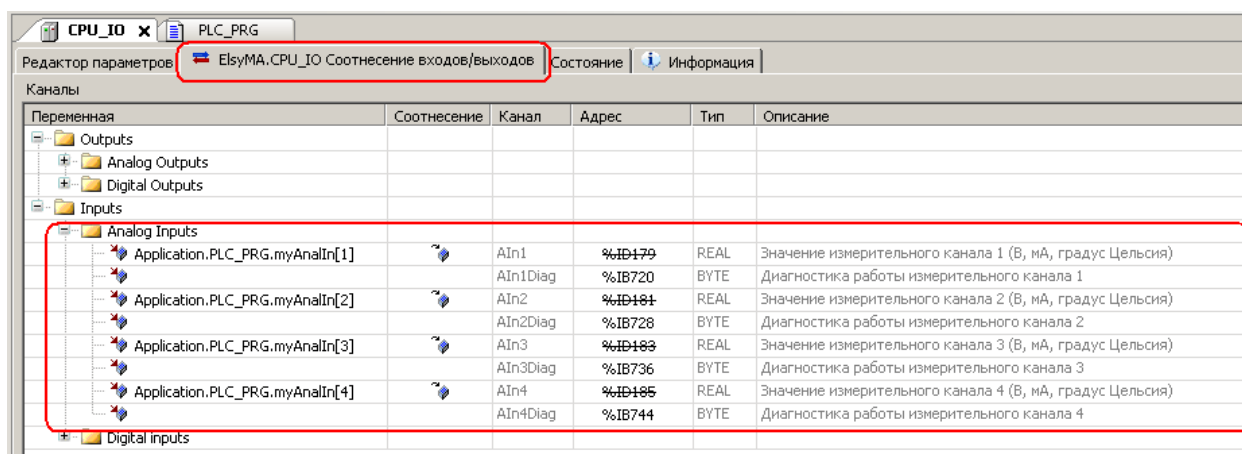 CPU_IO X PLC_PRG
Редактор параметров ElsyMA.CPU_IO Соотнесение входов/выходов Состояние Информация
Каналы
Переменная Соотнесение Канал Адрес Тип Описание
Outputs
Analog Outputs
Digital Outputs
Inputs
Analog Inputs
Application.PLC_PRG.myAnalIn[1] AIn1 %ID179 REAL Значение измерительного канала 1 (В, мА, градус Цельсия)
AIn1Diag %IB720 BYTE Диагностика работы измерительного канала 1
Application.PLC_PRG.myAnalIn[2] AIn2 %ID181 REAL Значение измерительного канала 2 (В, мА, градус Цельсия)
AIn2Diag %IB728 BYTE Диагностика работы измерительного канала 2
Application.PLC_PRG.myAnalIn[3] AIn3 %ID183 REAL Значение измерительного канала 3 (В, мА, градус Цельсия)
AIn3Diag %IB736 BYTE Диагностика работы измерительного канала 3
Application.PLC_PRG.myAnalIn[4] AIn4 %ID185 REAL Значение измерительного канала 4 (В, мА, градус Цельсия)
AIn4Diag %IB744 BYTE Диагностика работы измерительного канала 4
Digital inputs